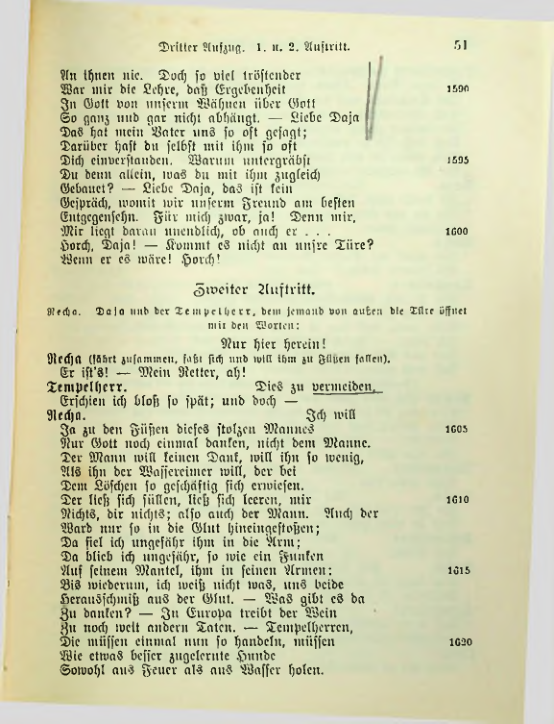 Dritter Aufzug. 1. u. 2. Auftritt. 51
An ihnen nie. Doch so viel tröstender
War mir die Lehre, daß Ergebenheit 1590
In Gott von unserm Wähnen über Gott
So ganz und gar nicht abhängt. — Liebe Daja
Das hat mein Vater uns so oft gesagt;
Darüber hast du selbst mit ihm so oft
Dich einverstanden. Warum untergräbst 1595
Du denn allein, was du mit ihm zugleich
Gebauet? — Liebe Daja, das ist kein
Gespräch, womit wir unserm Freund am besten
Entgegensehn. Für mich zwar, ja! Denn mir,
Mir liegt daran unendlich, ob auch er . . . 1600
Horch, Daja! — Kommt es nicht an unsre Türe?
Wenn er es wäre! Horch!
Zweiter Auftritt.
Recha. Daja und der Tempelherr, dem jemand von außen die Türe öffnet
mit den Worten:
Nur hier herein!
Recha (fährt zusammen, faßt sich und will ihm zu Füßen fallen).
Er ist's! — Mein Retter, ah!
Tempelherr. Dies zu vermeiden,
Erschien ich bloß so spät; und doch —
Recha. Ich will
Ja zu den Füßen dieses stolzen Mannes 1605
Nur Gott noch einmal danken, nicht dem Manne.
Der Mann will keinen Dank, will ihn so wenig,
Als ihn der Wassereimer will, der bei
Dem Löschen so geschäftig sich erwiesen.
Der ließ sich füllen, ließ sich leeren, mir 1610
Nichts, dir nichts; also auch der Mann. Auch der
Ward nur so in die Glut hineingestoßen;
Da fiel ich ungefähr ihm in die Arm;
Da blieb ich ungefähr, so wie ein Funken
Auf seinem Mantel, ihm in seinen Armen: 1615
Bis wiederum, ich weiß nicht was, uns beide
Herausschmiß aus der Glut. — Was gibt es da
Zu danken? — In Europa treibt der Wein
Zu noch weit andern Taten. — Tempelherren,
Die müssen einmal nun so handeln, müssen 1620
Wie etwas besser zugelernte Hunde
Sowohl aus Feuer als aus Wasser holen.